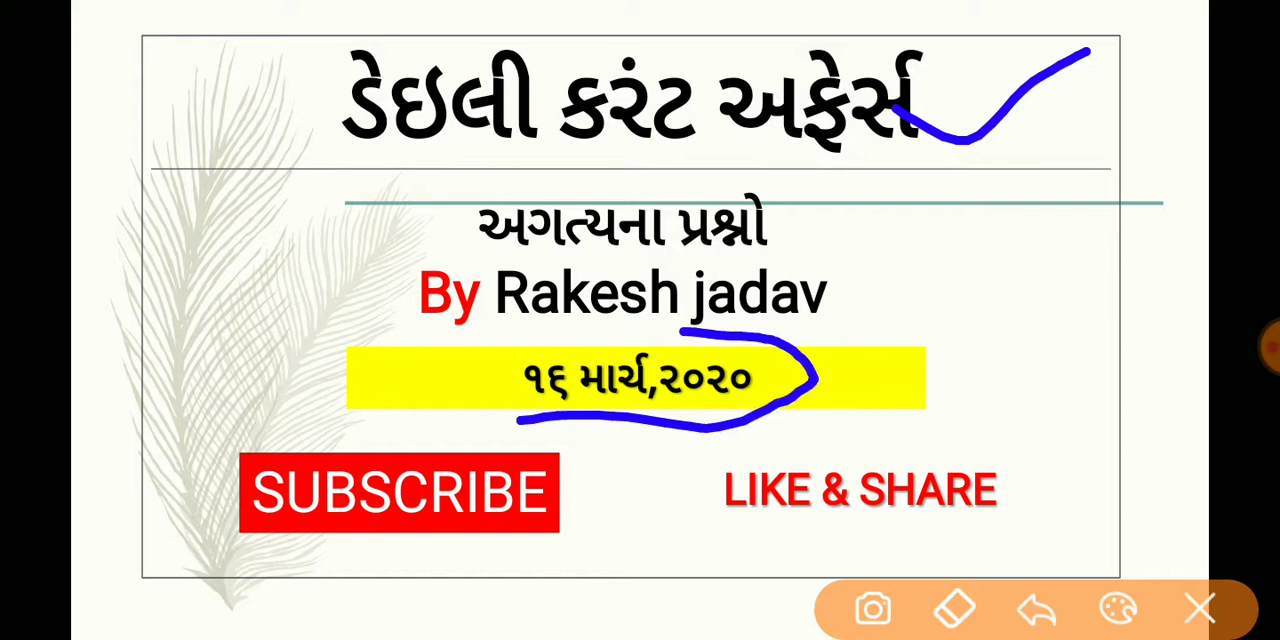 ડેઇલી કરંટ અફેર્સ
અગત્યના પ્રશ્નો
By Rakesh jadav
૧૬ માર્ચ,૨૦૨૦
SUBSCRIBE
LIKE & SHARE